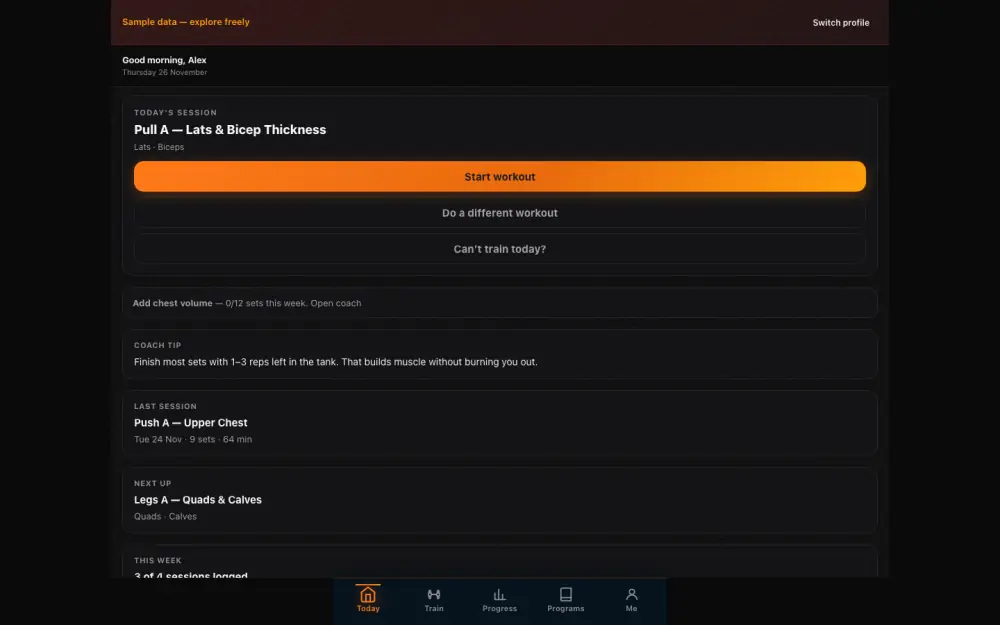 Sample data — explore freely
Switch profile
Good morning, Alex
Thursday 26 November
TODAY'S SESSION
Pull A — Lats & Bicep Thickness
Lats · Biceps
Start workout
Do a different workout
Can't train today?
Add chest volume — 0/12 sets this week. Open coach
COACH TIP
Finish most sets with 1–3 reps left in the tank. That builds muscle without burning you out.
LAST SESSION
Push A — Upper Chest
Tue 24 Nov · 9 sets · 64 min
NEXT UP
Legs A — Quads & Calves
Quads · Calves
THIS WEEK
3 of 4 sessions logged
Today
Train
Progress
Programs
Me